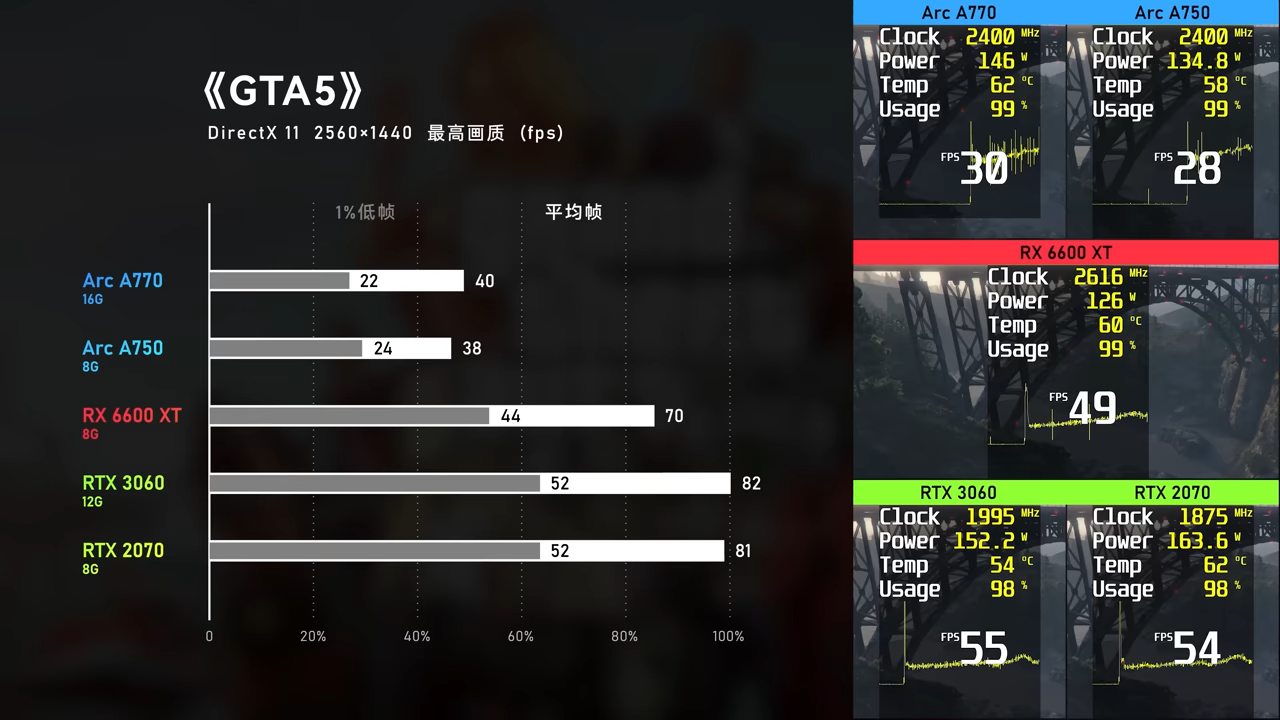 《GTA5》
DirectX 11 2560×1440 最高画质 (fps)
1%低帧 平均帧
Arc A770 22 40
16G
Arc A750 24 38
8G
RX 6600 XT 44 70
8G
RTX 3060 52 82
12G
RTX 2070 52 81
8G
0 20% 40% 60% 80% 100%
Arc A770
Clock 2400 MHz
Power 146 W
Temp 62 °C
Usage 99 %
FPS 30
Arc A750
Clock 2400 MHz
Power 134.8 W
Temp 58 °C
Usage 99 %
FPS 28
RX 6600 XT
Clock 2616 MHz
Power 126 W
Temp 60 °C
Usage 99 %
FPS 49
RTX 3060
Clock 1995 MHz
Power 152.2 W
Temp 54 °C
Usage 98 %
FPS 55
RTX 2070
Clock 1875 MHz
Power 163.6 W
Temp 62 °C
Usage 98 %
FPS 54